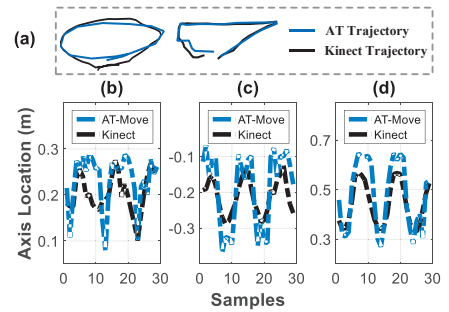 (a)
AT Trajectory
Kinect Trajectory
(b)
(c)
(d)
Axis Location (m)
AT-Move
Kinect
0.3
0.2
0.1
0
10
20
30
AT-Move
Kinect
-0.1
-0.2
-0.3
0
10
20
30
AT-Move
Kinect
0.7
0.5
0.3
0
10
20
30
Samples